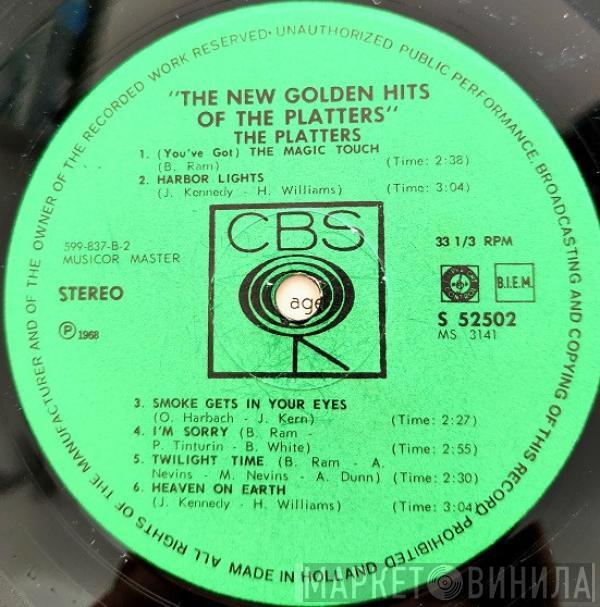 ALL RIGHTS OF THE MANUFACTURER AND OF THE OWNER OF THE RECORDED WORK RESERVED · UNAUTHORIZED PUBLIC PERFORMANCE, BROADCASTING AND COPYING OF THIS RECORD PROHIBITED
"THE NEW GOLDEN HITS
OF THE PLATTERS"
THE PLATTERS
1. (You've Got) THE MAGIC TOUCH
(B. Ram) (Time: 2:38)
2. HARBOR LIGHTS
(J. Kennedy - H. Williams) (Time: 3:04)
CBS
599-837-B-2
MUSICOR MASTER
33 1/3 RPM
STEREO
B.I.E.M.
age
S 52502
MS 3141
Ⓟ 1968
3. SMOKE GETS IN YOUR EYES
(O. Harbach - J. Kern) (Time: 2:27)
4. I'M SORRY (B. Ram -
P. Tinturin - B. White) (Time: 2:55)
5. TWILIGHT TIME (B. Ram - A.
Nevins - M. Nevins - A. Dunn) (Time: 2:30)
6. HEAVEN ON EARTH
(J. Kennedy - H. Williams) (Time: 3:04)
MADE IN HOLLAND
МАРКЕТ ВИНИЛА